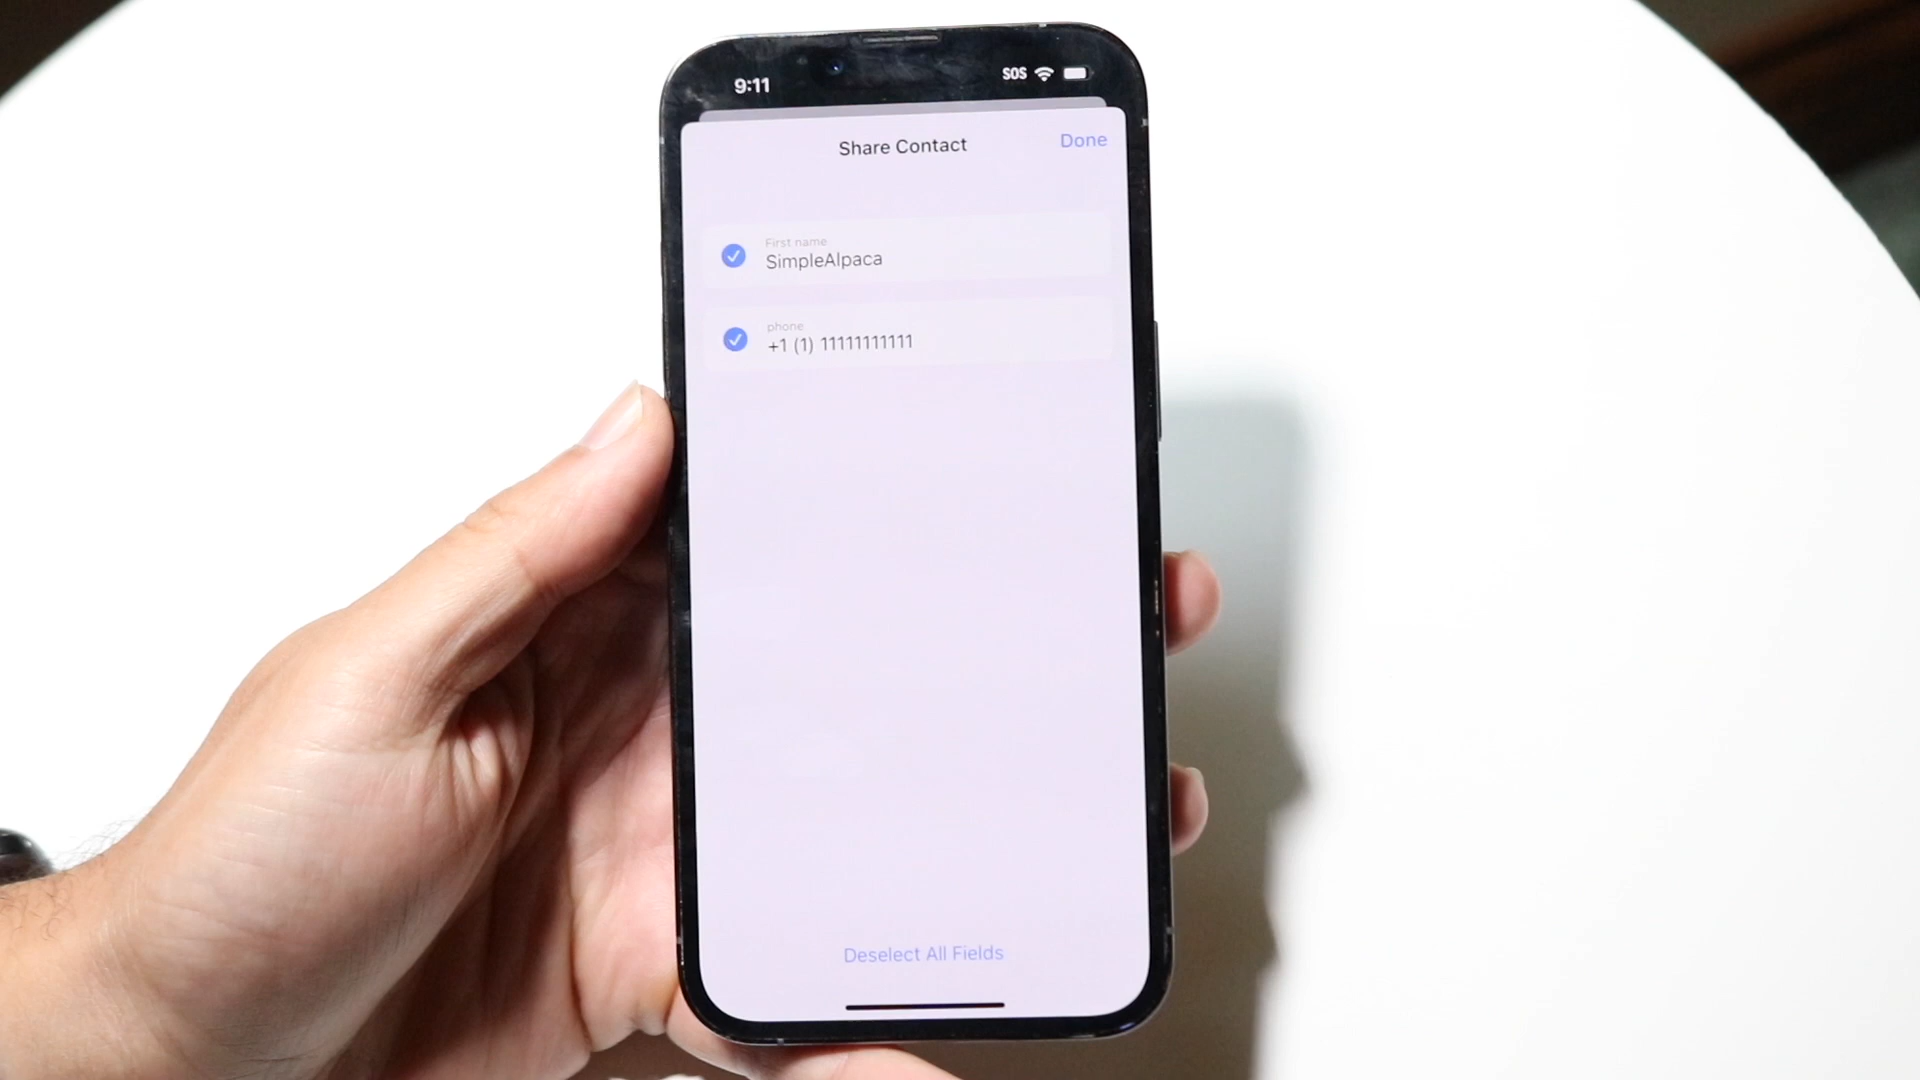 9:11
SOS
Share Contact
Done
First name
SimpleAlpaca
phone
+1 (1) 11111111111
Deselect All Fields